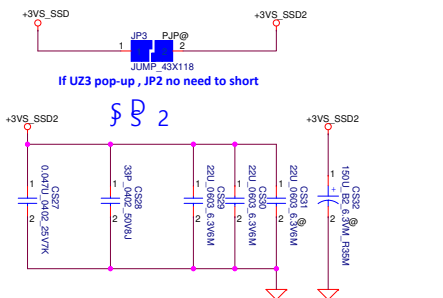 +3VS_SSD
+3VS_SSD2
JP3
PJP@
1
2
JUMP_43X118
If UZ3 pop-up , JP2 no need to short
+3VS_SSD2
+3VS_SSD2
1
2
CS27
0.047U_0402_25V7K
1
2
CS28
33P_0402_50V8J
1
2
CS29
22U_0603_6.3V6M
1
2
CS30
22U_0603_6.3V6M
1
2
@
CS31
22U_0603_6.3V6M
1
+
2
@
CS32
150U_B2_6.3VM_R35M